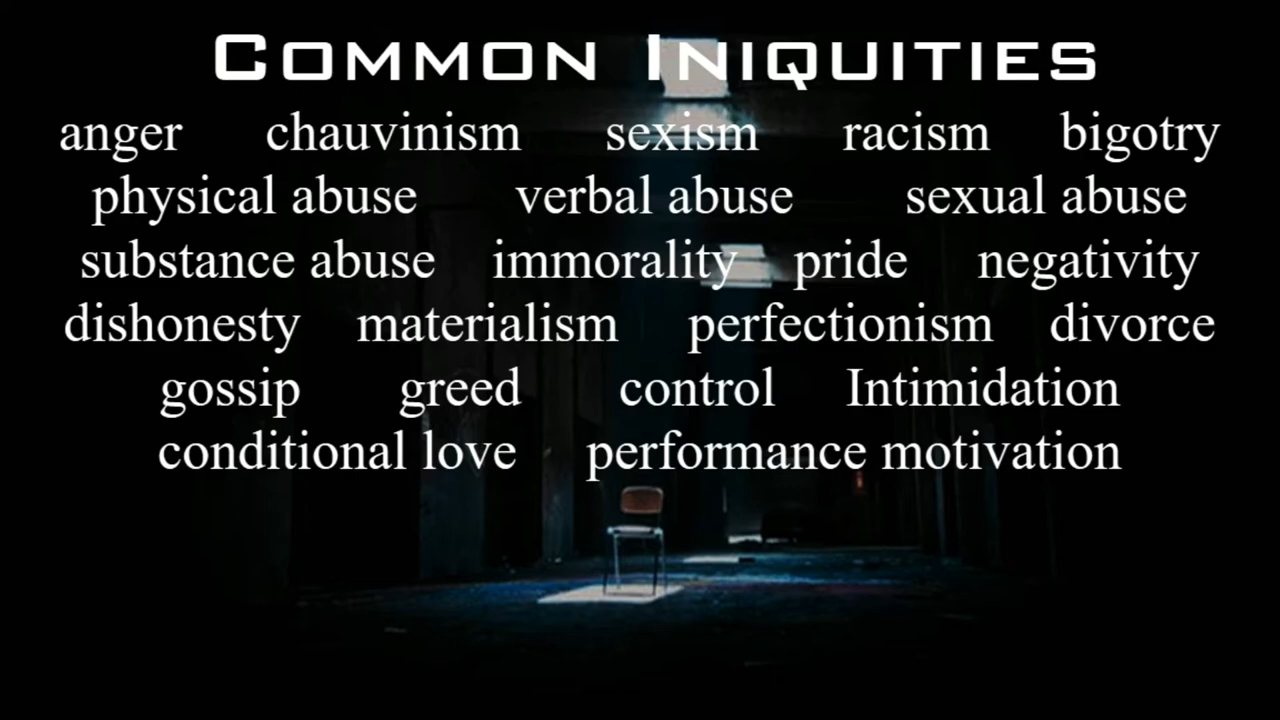 Common Iniquities
anger chauvinism sexism racism bigotry
physical abuse verbal abuse sexual abuse
substance abuse immorality pride negativity
dishonesty materialism perfectionism divorce
gossip greed control Intimidation
conditional love performance motivation